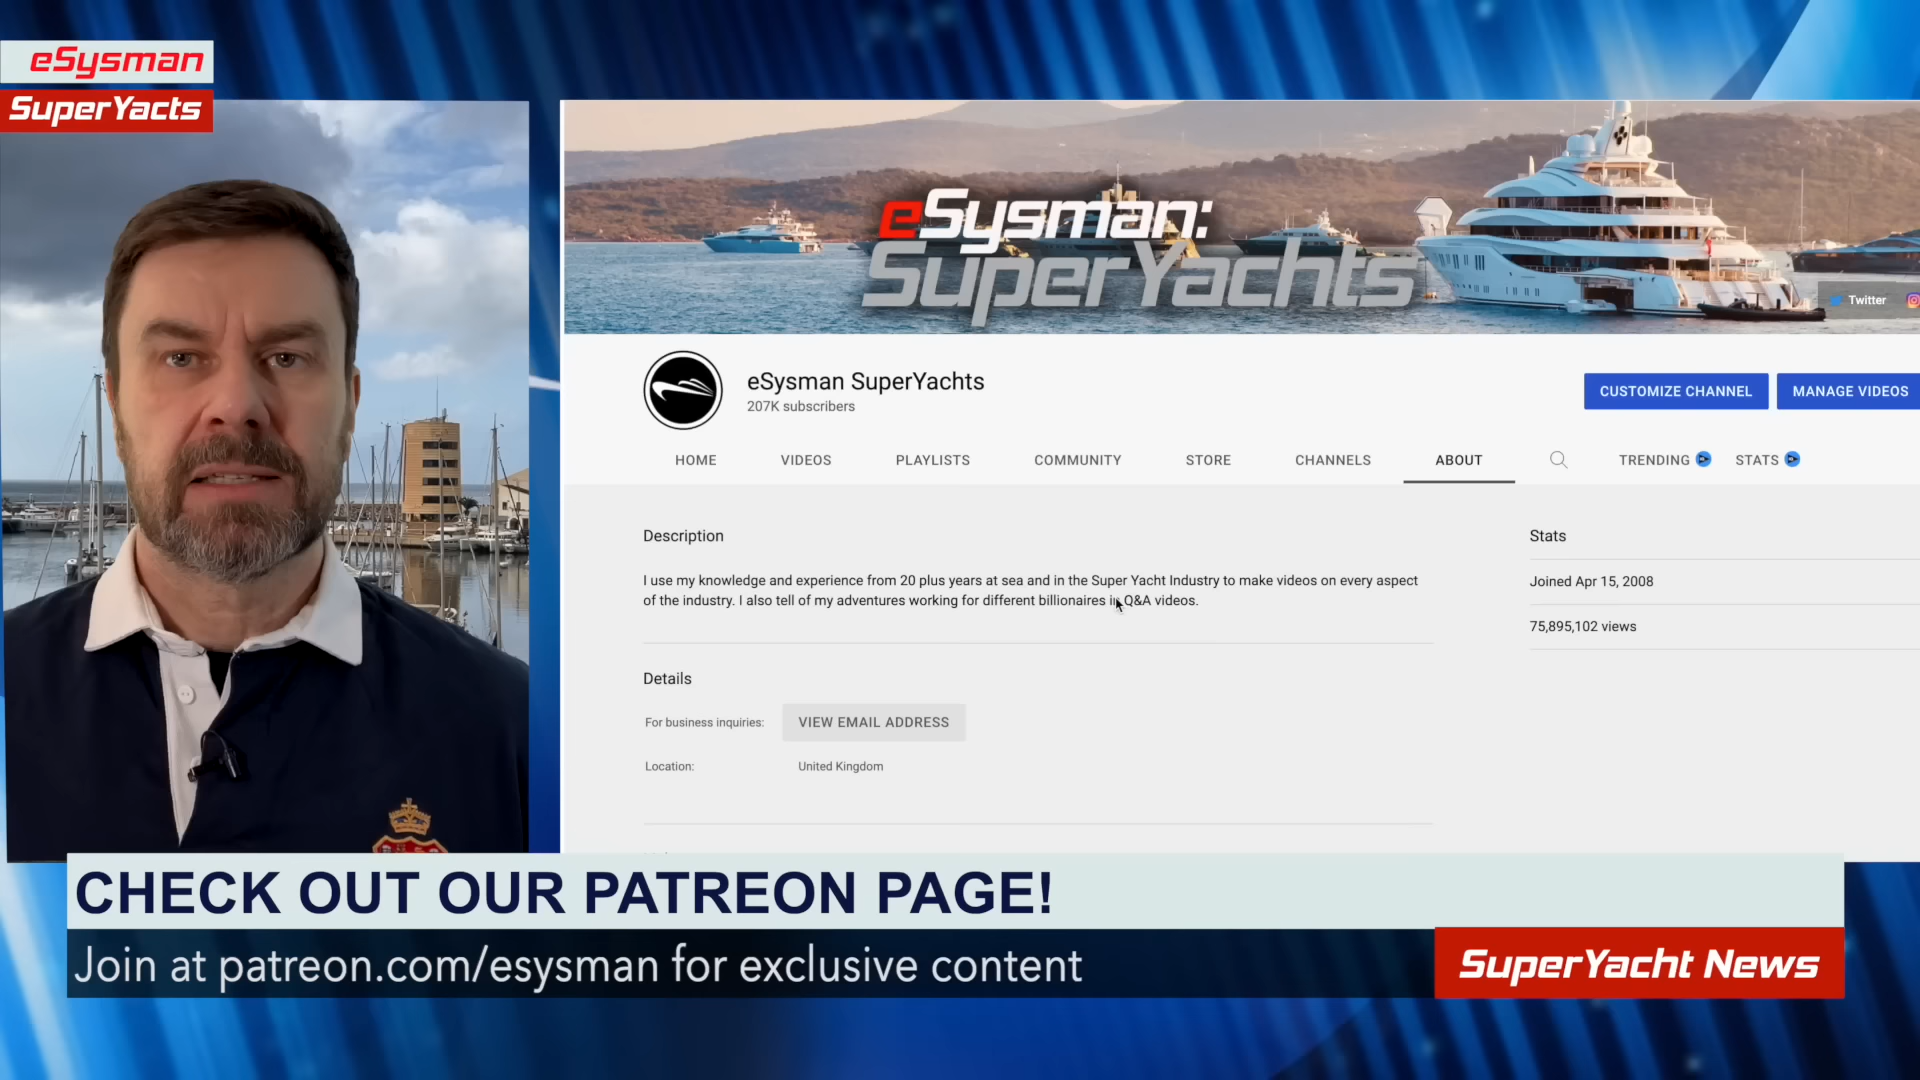 eSysman
SuperYacts
eSysman:
SuperYachts
Twitter
eSysman SuperYachts
207K subscribers
CUSTOMIZE CHANNEL
MANAGE VIDEOS
HOME
VIDEOS
PLAYLISTS
COMMUNITY
STORE
CHANNELS
ABOUT
TRENDING
STATS
Description
I use my knowledge and experience from 20 plus years at sea and in the Super Yacht Industry to make videos on every aspect
of the industry. I also tell of my adventures working for different billionaires in Q&A videos.
Stats
Joined Apr 15, 2008
75,895,102 views
Details
For business inquiries:
VIEW EMAIL ADDRESS
Location:
United Kingdom
CHECK OUT OUR PATREON PAGE!
Join at patreon.com/esysman for exclusive content
SuperYacht News